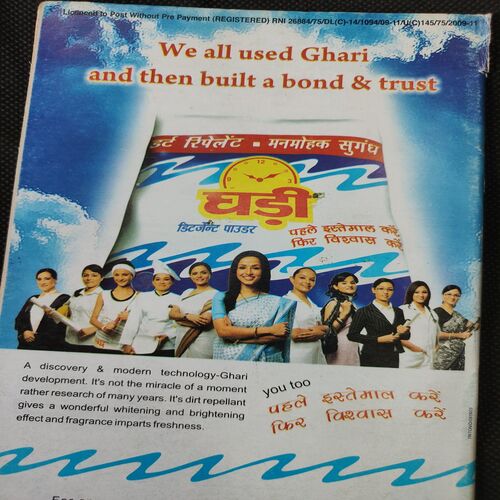 Licenced to Post Without Pre Payment (REGISTERED) RNI 26884/75/DL(C)-14/1094/09-11/U(C)145/75/2009-11
We all used Ghari
and then built a bond & trust
डर्ट रिपेलेंट ▪ मनमोहक सुगंध
घड़ी
डिटर्जेन्ट पाउडर
पहले इस्तेमाल करें
फिर विश्वास करें
A discovery & modern technology-Ghari
development. It's not the miracle of a moment
rather research of many years. It's dirt repellant
gives a wonderful whitening and brightening
effect and fragrance imparts freshness.
you too
पहले इस्तेमाल करें
फिर विश्वास करें